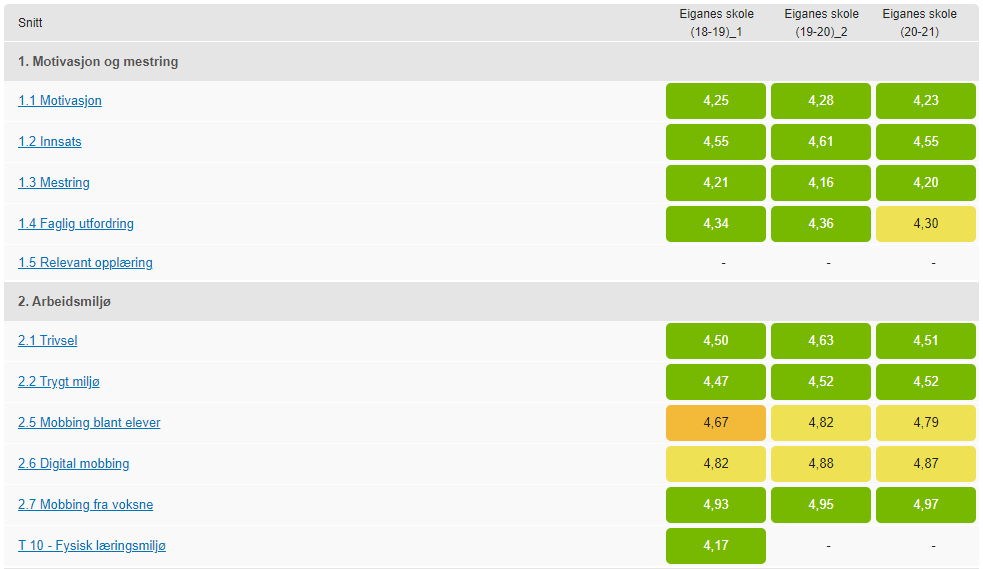 Snitt Eiganes skole (18-19)_1 Eiganes skole (19-20)_2 Eiganes skole (20-21)
1. Motivasjon og mestring
1.1 Motivasjon 4,25 4,28 4,23
1.2 Innsats 4,55 4,61 4,55
1.3 Mestring 4,21 4,16 4,20
1.4 Faglig utfordring 4,34 4,36 4,30
1.5 Relevant opplæring - - -
2. Arbeidsmiljø
2.1 Trivsel 4,50 4,63 4,51
2.2 Trygt miljø 4,47 4,52 4,52
2.5 Mobbing blant elever 4,67 4,82 4,79
2.6 Digital mobbing 4,82 4,88 4,87
2.7 Mobbing fra voksne 4,93 4,95 4,97
T 10 - Fysisk læringsmiljø 4,17 - -